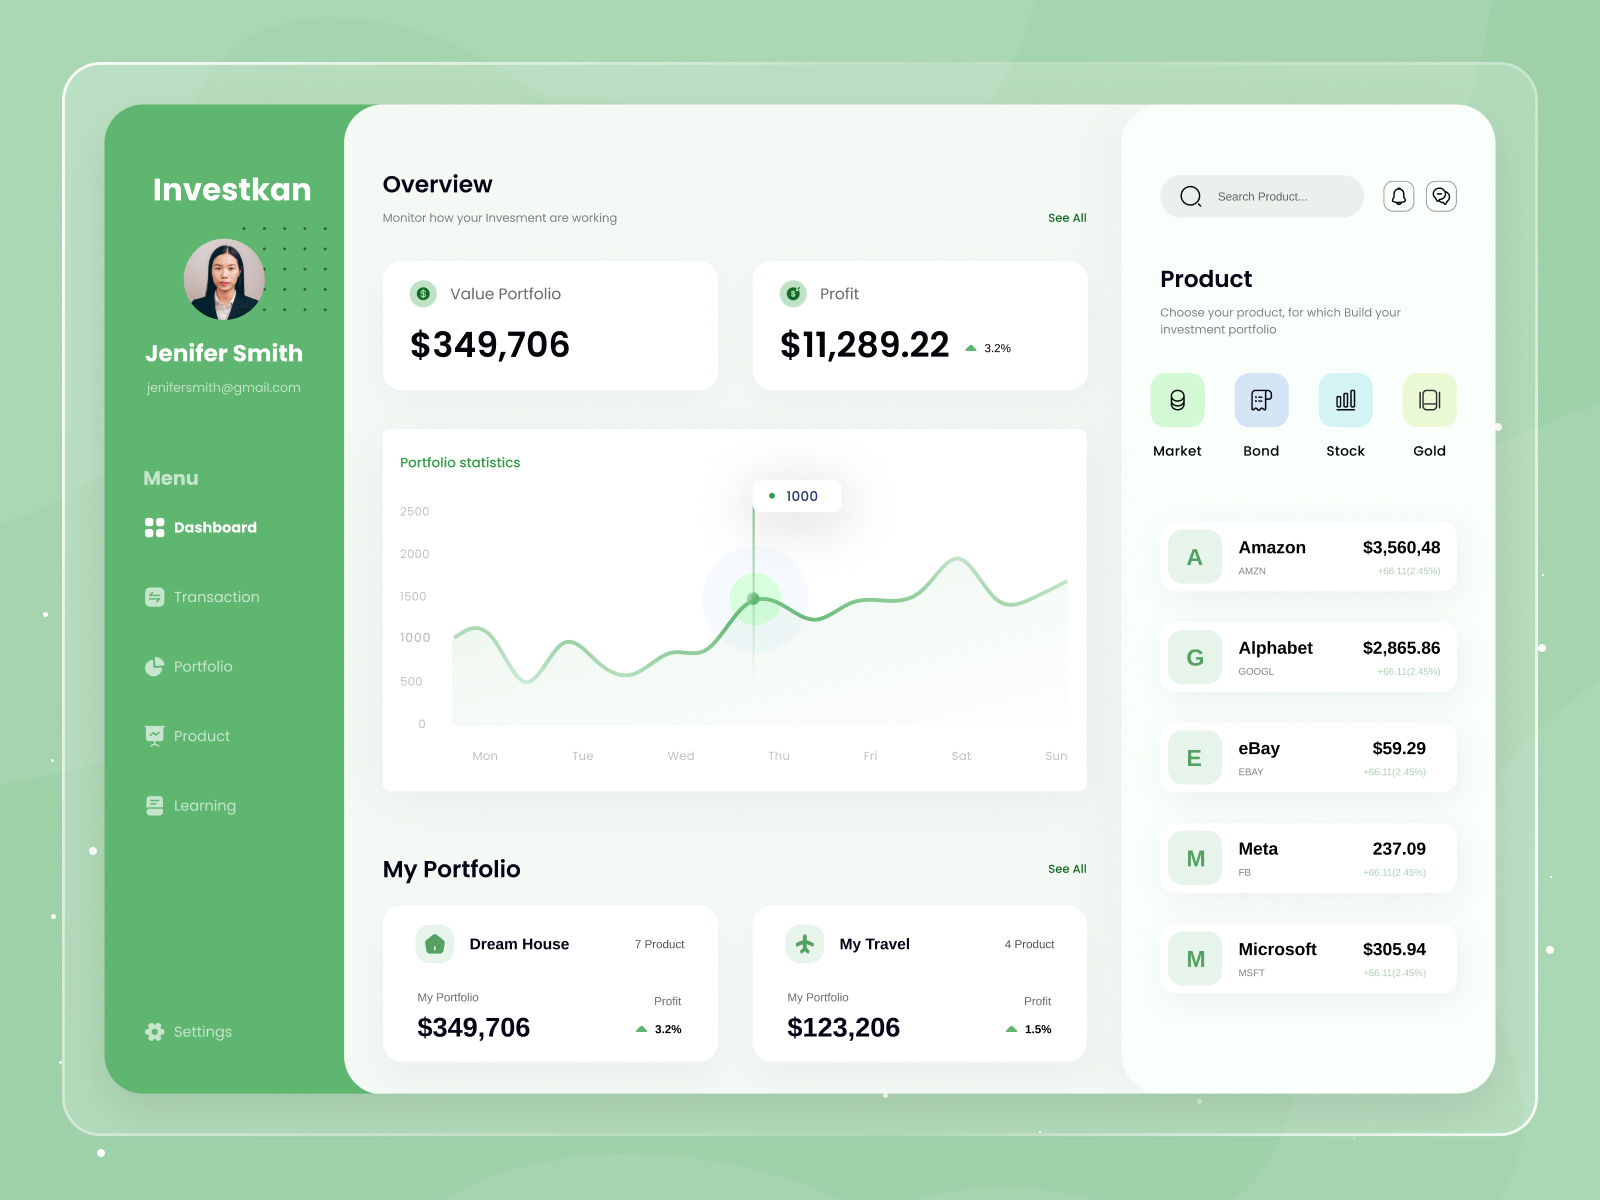 Investkan
Jenifer Smith
jenifersmith@gmail.com
Menu
Dashboard
Transaction
Portfolio
Product
Learning
Settings
Overview
Monitor how your Invesment are working
See All
Value Portfolio
$349,706
Profit
$11,289.22 3.2%
Portfolio statistics
1000
2500
2000
1500
1000
500
0
Mon Tue Wed Thu Fri Sat Sun
My Portfolio
See All
Dream House 7 Product
My Portfolio Profit
$349,706 3.2%
My Travel 4 Product
My Portfolio Profit
$123,206 1.5%
Search Product...
Product
Choose your product, for which Build your
investment portfolio
Market Bond Stock Gold
A Amazon $3,560,48
AMZN +66.11(2.45%)
G Alphabet $2,865.86
GOOGL +66.11(2.45%)
E eBay $59.29
EBAY +66.11(2.45%)
M Meta 237.09
FB +66.11(2.45%)
M Microsoft $305.94
MSFT +66.11(2.45%)